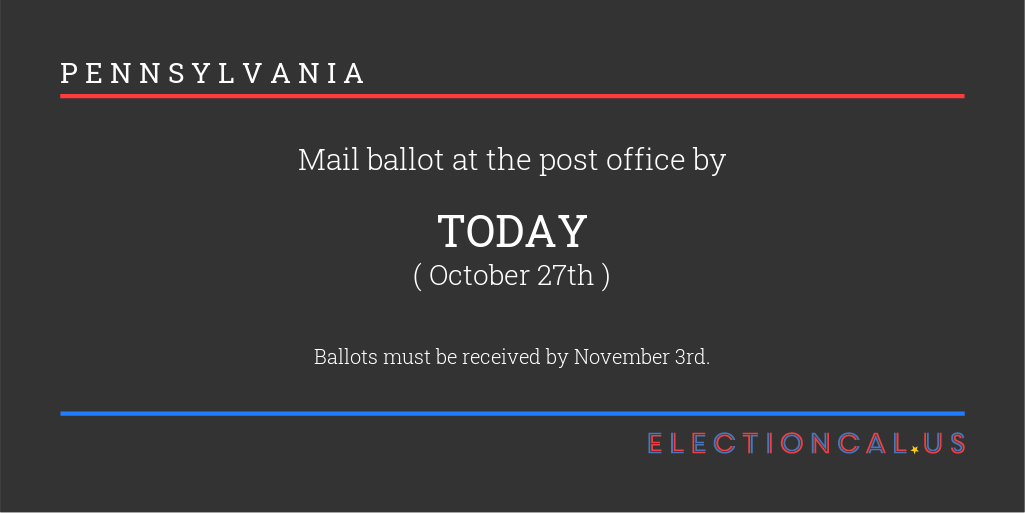 PENNSYLVANIA
Mail ballot at the post office by
TODAY
( October 27th )
Ballots must be received by November 3rd.
ELECTIONCAL.US